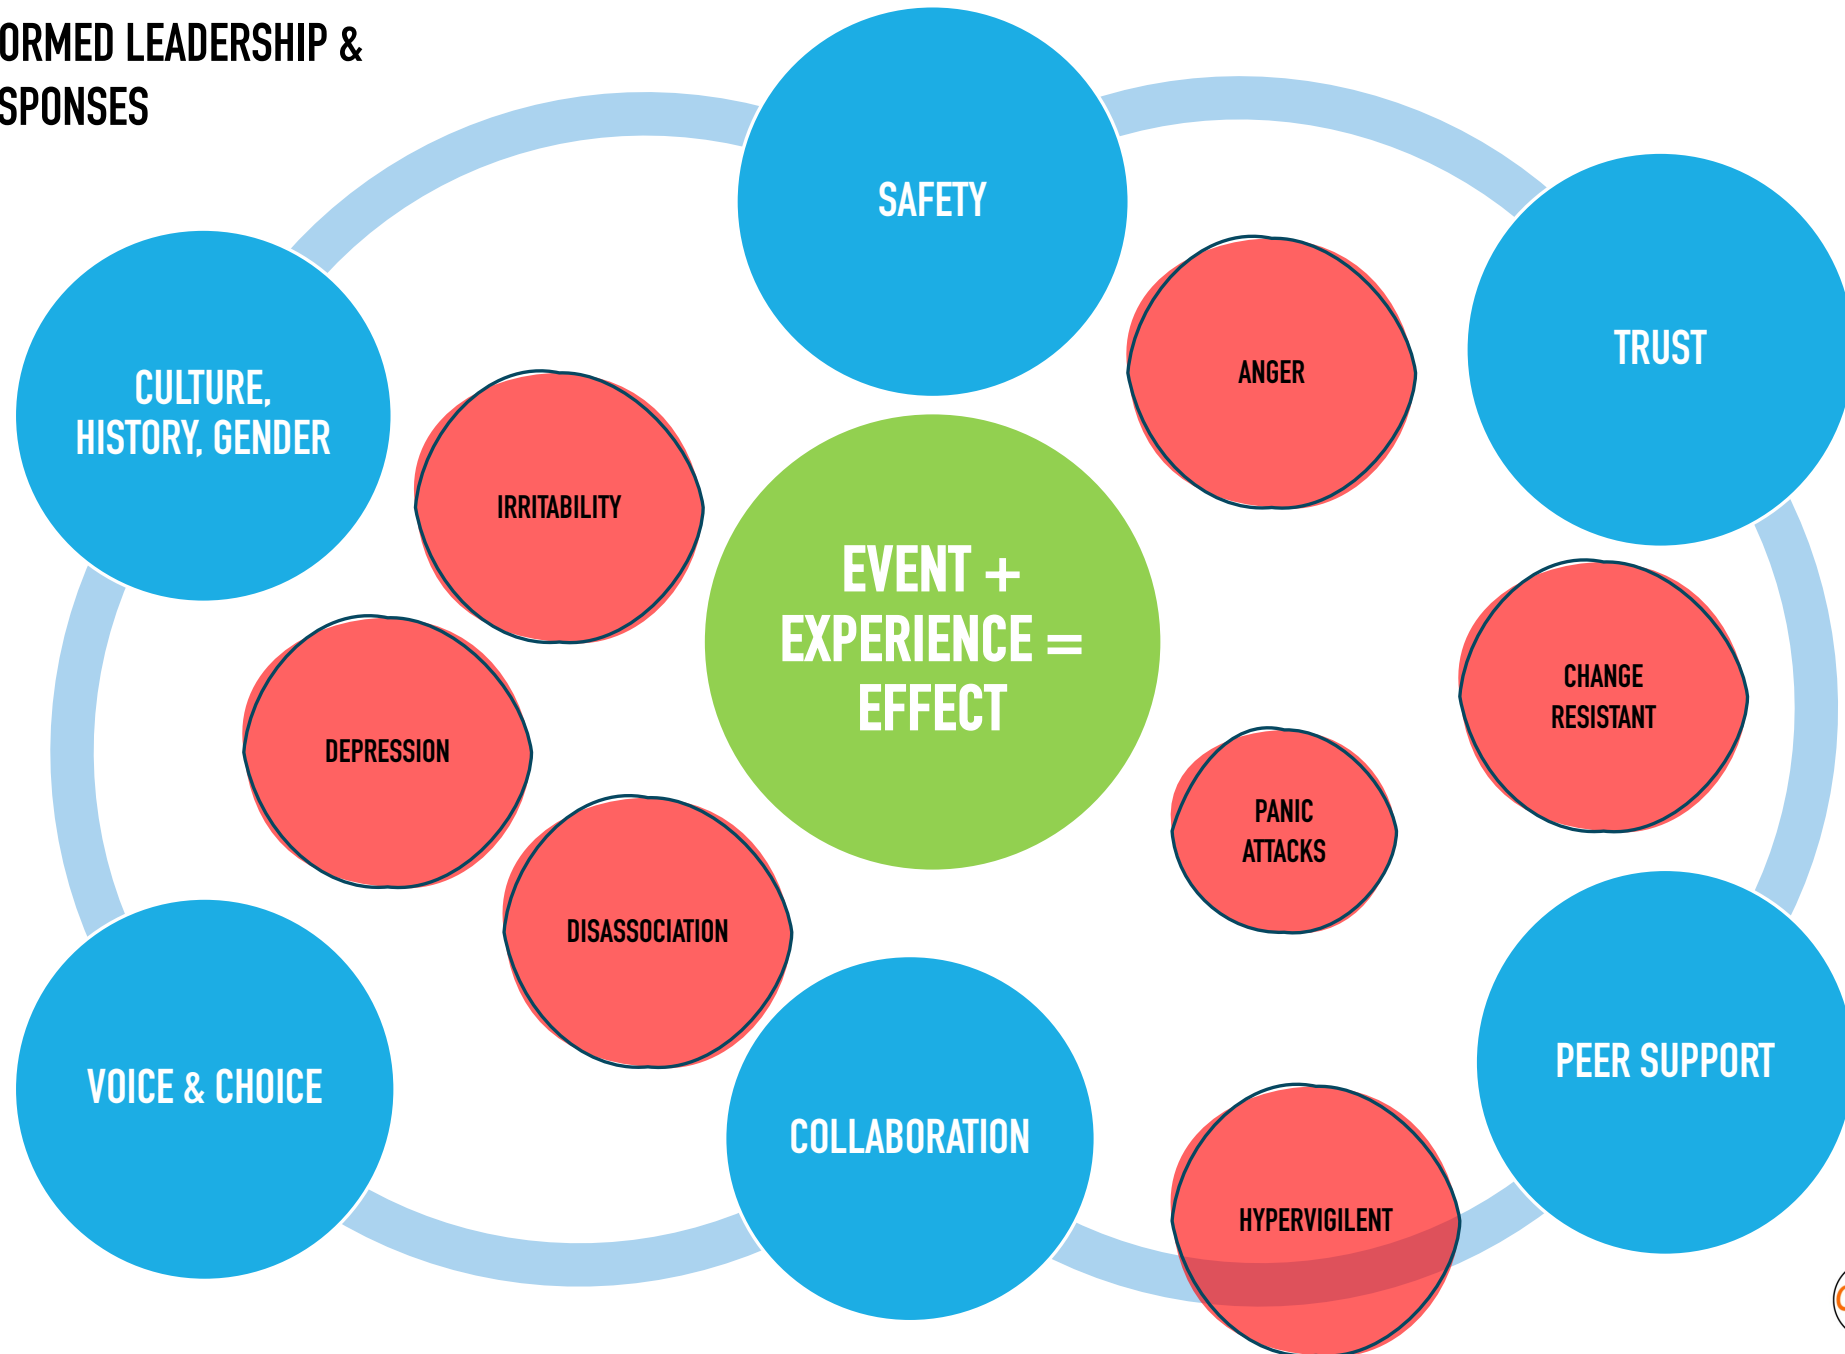 ORMED LEADERSHIP &
SPONSES
SAFETY
TRUST
ANGER
CULTURE,
HISTORY, GENDER
IRRITABILITY
EVENT +
EXPERIENCE =
EFFECT
CHANGE
RESISTANT
DEPRESSION
PANIC
ATTACKS
DISASSOCIATION
VOICE & CHOICE
COLLABORATION
PEER SUPPORT
HYPERVIGILENT